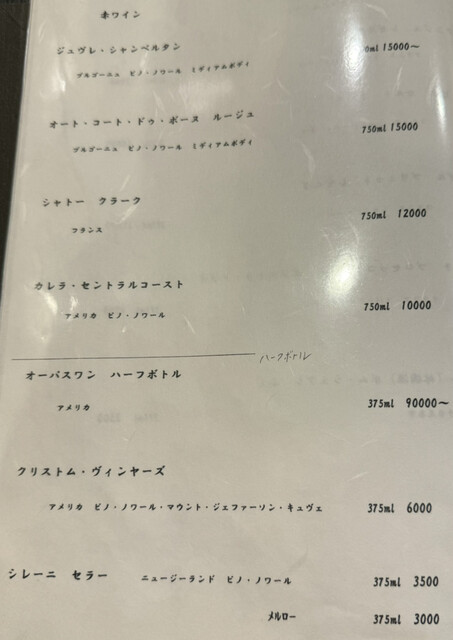 赤ワイン
ジュヴレ・シャンベルタン 0ml 15000～
ブルゴーニュ ピノ・ノワール ミディアムボディ
オート・コート・ドゥ・ボーヌ ルージュ 750ml 15000
ブルゴーニュ ピノ・ノワール ミディアムボディ
シャトー クラーク 750ml 12000
フランス
カレラ・セントラルコースト
アメリカ ピノ・ノワール 750ml 10000
ハーフボトル
オーパスワン ハーフボトル
アメリカ 375ml 90000～
クリストム・ヴィンヤーズ
アメリカ ピノ・ノワール・マウント・ジェファーソン・キュヴェ 375ml 6000
シレーニ セラー ニュージーランド ピノ・ノワール 375ml 3500
メルロー 375ml 3000